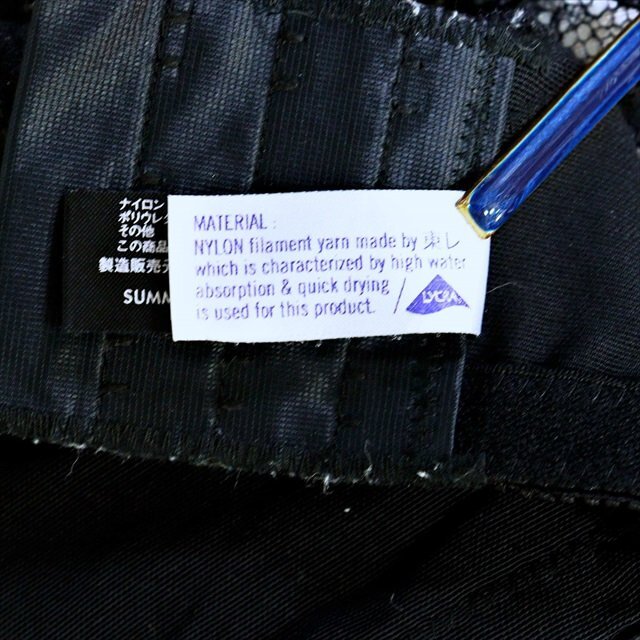 ナイロン
ポリウレ
その他
この商品
製造販売元
SUMM
MATERIAL :
NYLON filament yarn made by 東レ
which is characterized by high water
absorption & quick drying
is used for this product.
LYCRA